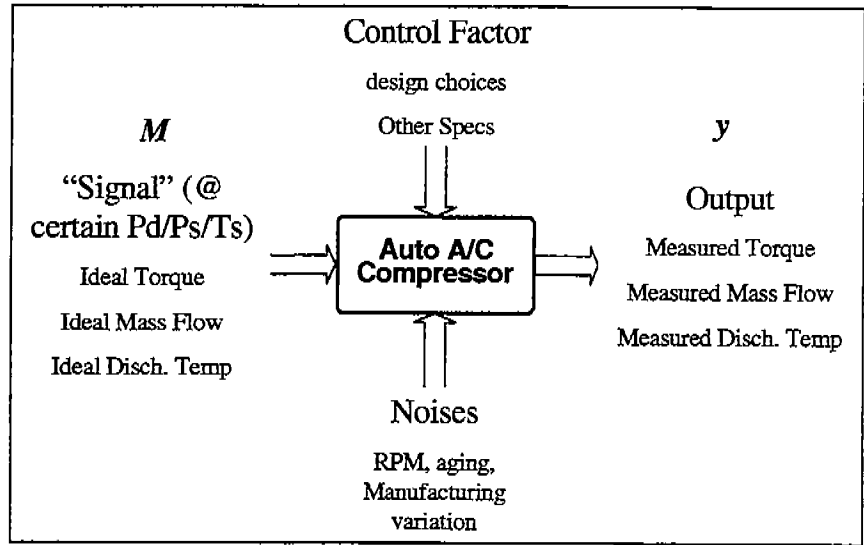 Control Factor
design choices
Other Specs
M
"Signal" (@
certain Pd/Ps/Ts)
Ideal Torque
Ideal Mass Flow
Ideal Disch. Temp
Auto A/C
Compressor
y
Output
Measured Torque
Measured Mass Flow
Measured Disch. Temp
Noises
RPM, aging,
Manufacturing
variation